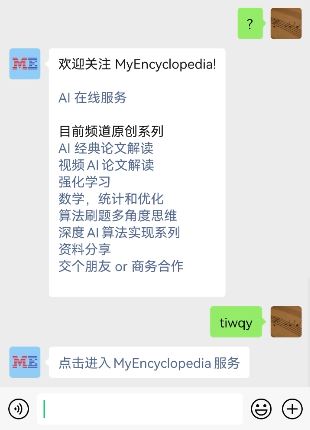 ?
ME
欢迎关注 MyEncyclopedia!
AI 在线服务
目前频道原创系列
AI 经典论文解读
视频 AI 论文解读
强化学习
数学，统计和优化
算法刷题多角度思维
深度 AI 算法实现系列
资料分享
交个朋友 or 商务合作
tiwqy
ME
点击进入 MyEncyclopedia 服务